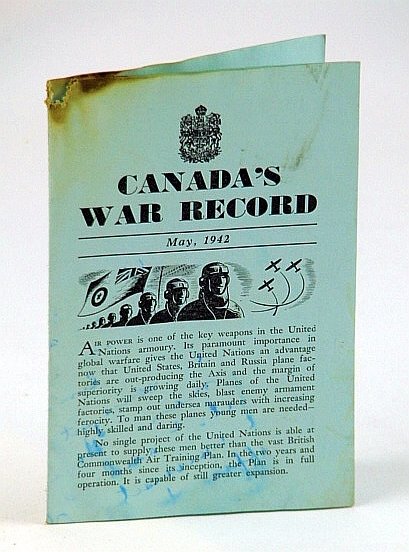 CANADA'S
WAR RECORD
May, 1942
AIR POWER is one of the key weapons in the United
Nations armoury. Its paramount importance in
global warfare gives the United Nations an advantage
now that United States, Britain and Russia plane fac-
tories are out-producing the Axis and the margin of
superiority is growing daily. Planes of the United
Nations will sweep the skies, blast enemy armament
factories, stamp out undersea marauders with increasing
ferocity. To man these planes young men are needed—
highly skilled and daring.
No single project of the United Nations is able at
present to supply these men better than the vast British
Commonwealth Air Training Plan. In the two years and
four months since its inception, the Plan is in full
operation. It is capable of still greater expansion.